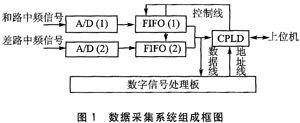 和路中频信号
A/D (1)
FIFO (1)
控制线
差路中频信号
A/D (2)
FIFO (2)
CPLD
上位机
数据线
地址线
数字信号处理板
图 1 数据采集系统组成框图